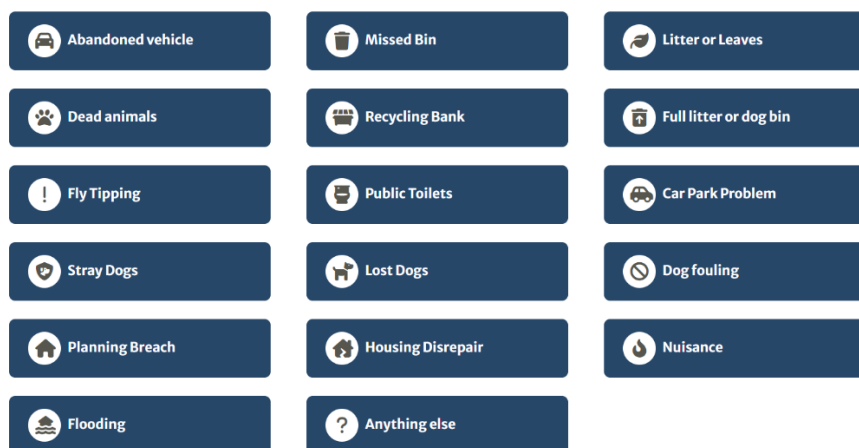 Abandoned vehicle
Missed Bin
Litter or Leaves
Dead animals
Recycling Bank
Full litter or dog bin
Fly Tipping
Public Toilets
Car Park Problem
Stray Dogs
Lost Dogs
Dog fouling
Planning Breach
Housing Disrepair
Nuisance
Flooding
Anything else